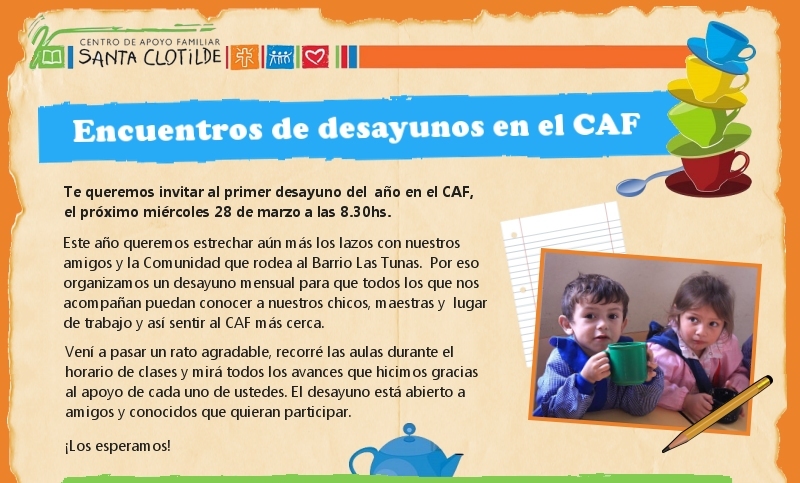 CENTRO DE APOYO FAMILIAR
SANTA CLOTILDE
Encuentros de desayunos en el CAF
Te queremos invitar al primer desayuno del año en el CAF,
el próximo miércoles 28 de marzo a las 8.30hs.
Este año queremos estrechar aún más los lazos con nuestros
amigos y la Comunidad que rodea al Barrio Las Tunas. Por eso
organizamos un desayuno mensual para que todos los que nos
acompañan puedan conocer a nuestros chicos, maestras y lugar
de trabajo y así sentir al CAF más cerca.
Vení a pasar un rato agradable, recorré las aulas durante el
horario de clases y mirá todos los avances que hicimos gracias
al apoyo de cada uno de ustedes. El desayuno está abierto a
amigos y conocidos que quieran participar.
¡Los esperamos!